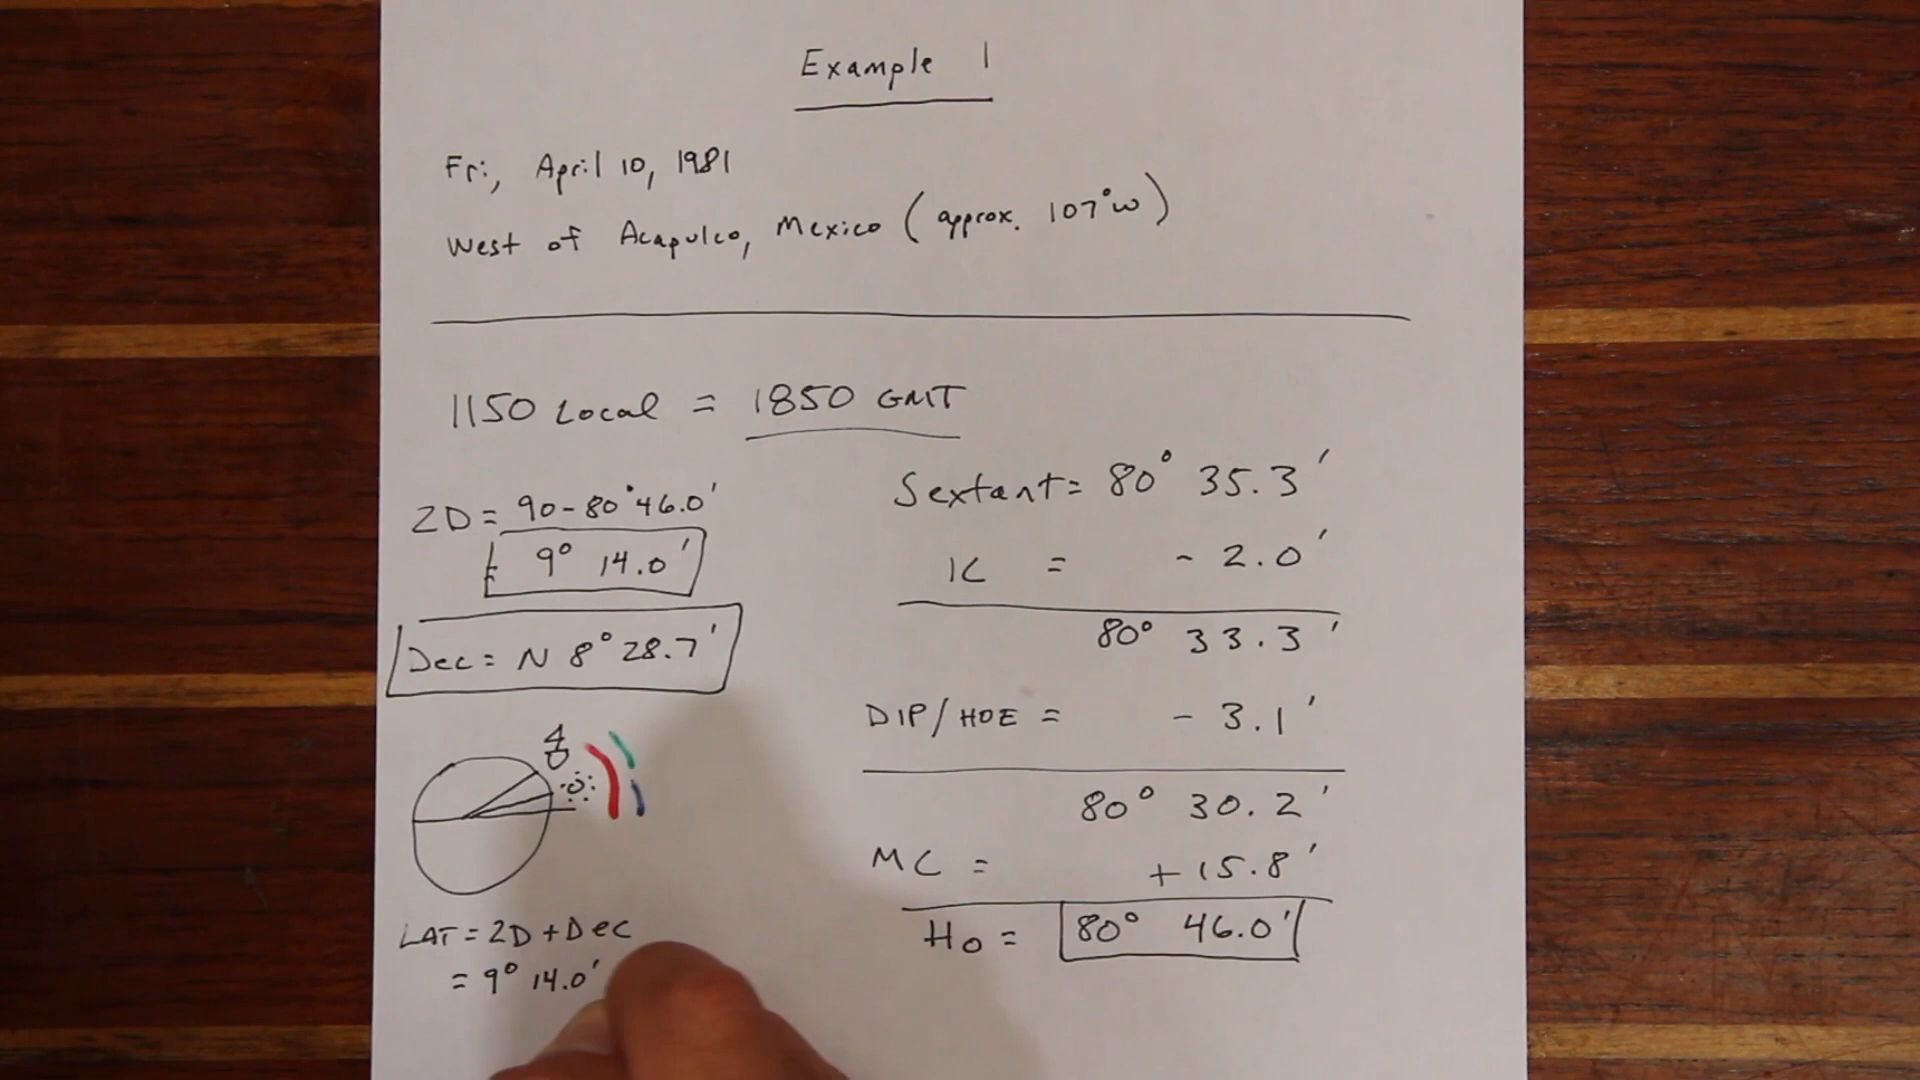 Example 1
Fri, April 10, 1981
West of Acapulco, Mexico (approx. 107°W)
1150 Local = 1850 GMT
ZD = 90-80°46.0'
= 9° 14.0'
Dec = N 8°28.7'
LAT = ZD + Dec
= 9° 14.0'
Sextant = 80° 35.3'
IC = - 2.0'
80° 33.3'
DIP/HOE = - 3.1'
80° 30.2'
MC = +15.8'
Ho = 80° 46.0'